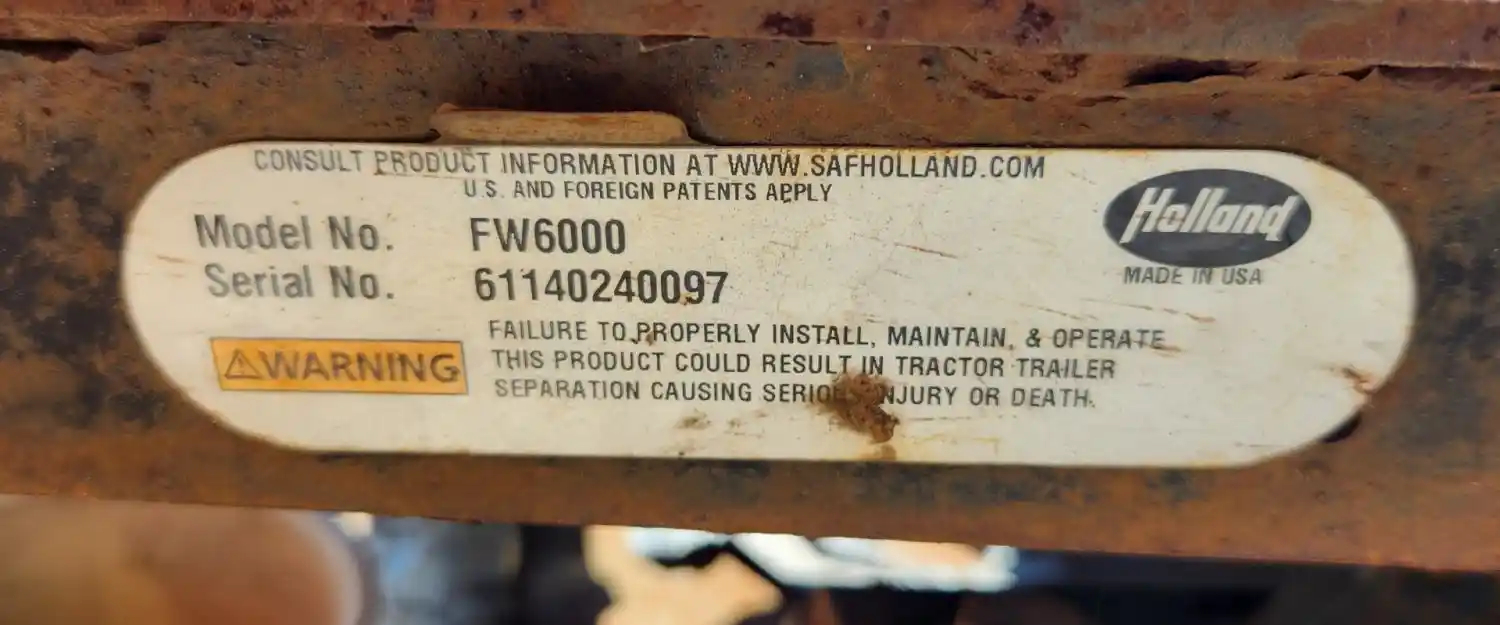 CONSULT PRODUCT INFORMATION AT WWW.SAFHOLLAND.COM
U.S. AND FOREIGN PATENTS APPLY
Holland
MADE IN USA
Model No. FW6000
Serial No. 61140240097
⚠WARNING
FAILURE TO PROPERLY INSTALL, MAINTAIN, & OPERATE
THIS PRODUCT COULD RESULT IN TRACTOR TRAILER
SEPARATION CAUSING SERIOUS INJURY OR DEATH.